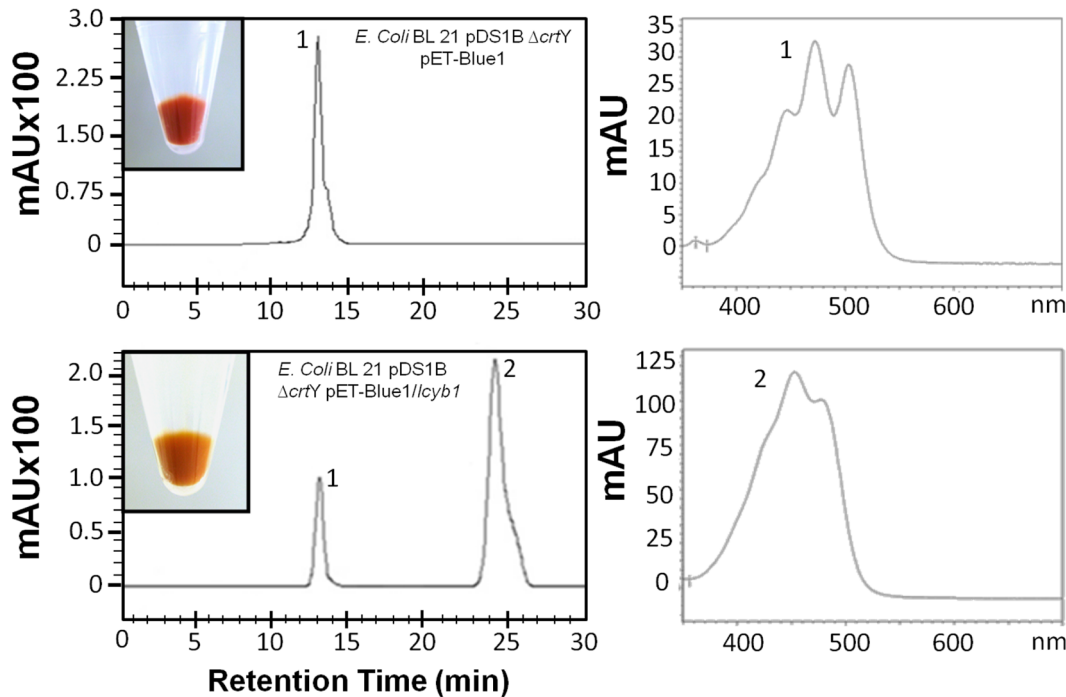 3.0
2.25
1.50
0.75
0
mAUx100
1
E. Coli BL 21 pDS1B ΔcrtY
pET-Blue1
0 5 10 15 20 25 30
35
30
25
20
15
10
5
0
mAU
1
400 500 600 nm
2.0
1.5
1.0
0.5
0
mAUx100
E. Coli BL 21 pDS1B
ΔcrtY pET-Blue1/lcyb1
1
2
0 5 10 15 20 25 30
Retention Time (min)
125
100
75
50
25
0
mAU
2
400 500 600 nm